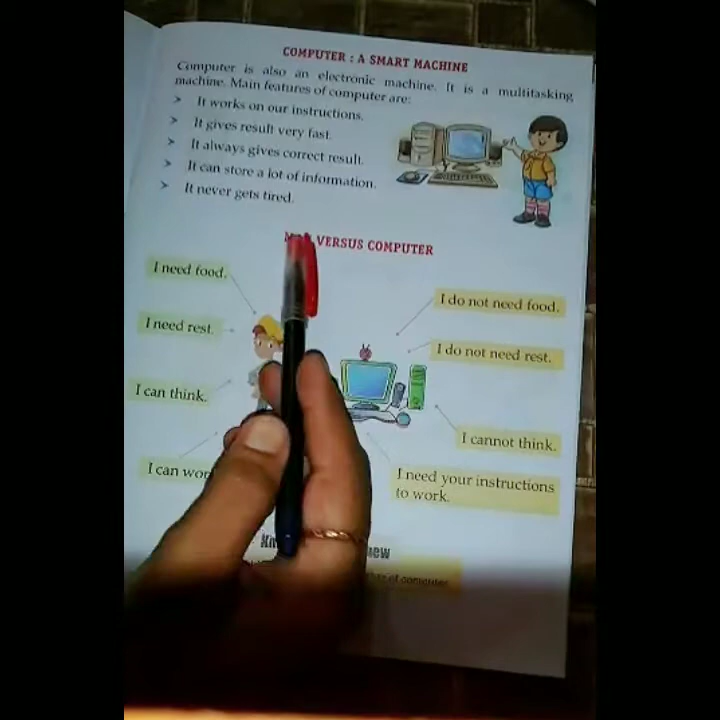 COMPUTER : A SMART MACHINE
Computer is also an electronic machine. It is a multitasking
machine. Main features of computer are:
➤ It works on our instructions.
➤ It gives result very fast.
➤ It always gives correct result.
➤ It can store a lot of information.
➤ It never gets tired.
VERSUS COMPUTER
I need food.
I need rest.
I can think.
I can
I do not need food.
I do not need rest.
I cannot think.
I need your instructions
to work.
of computer